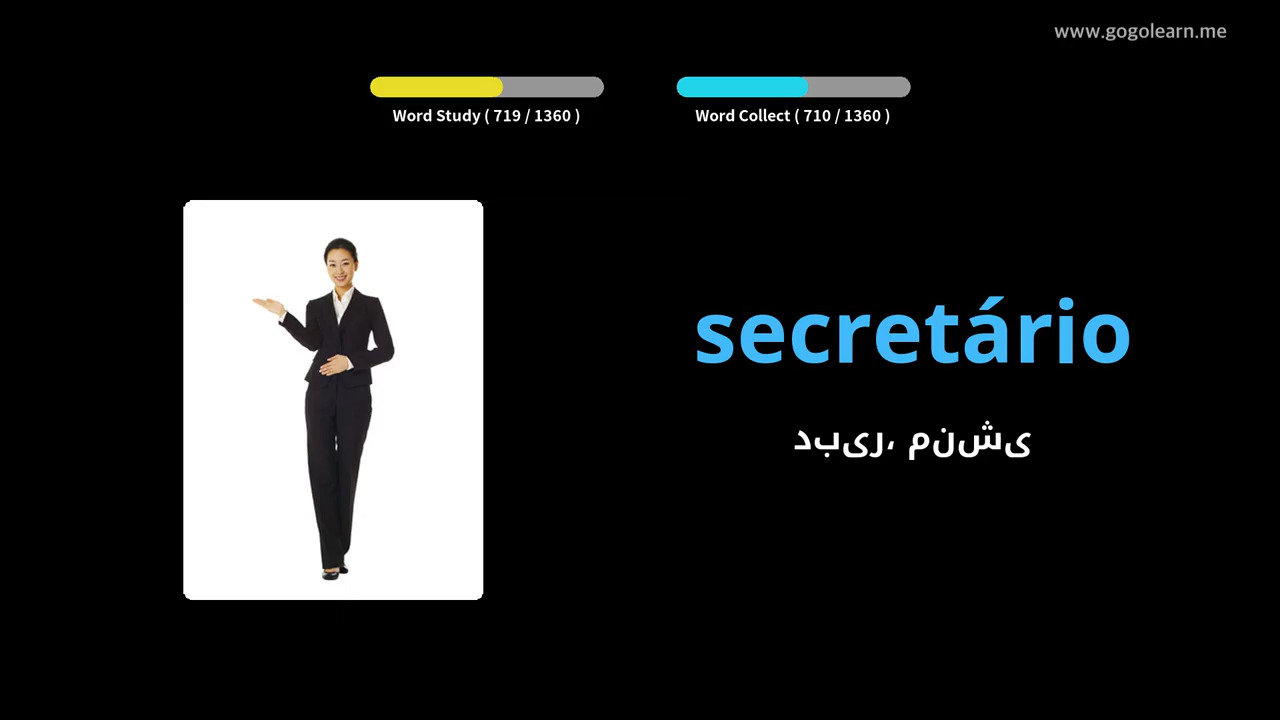 www.gogolearn.me
Word Study ( 719 / 1360 )
Word Collect ( 710 / 1360 )
secretário
دبیر، منشی